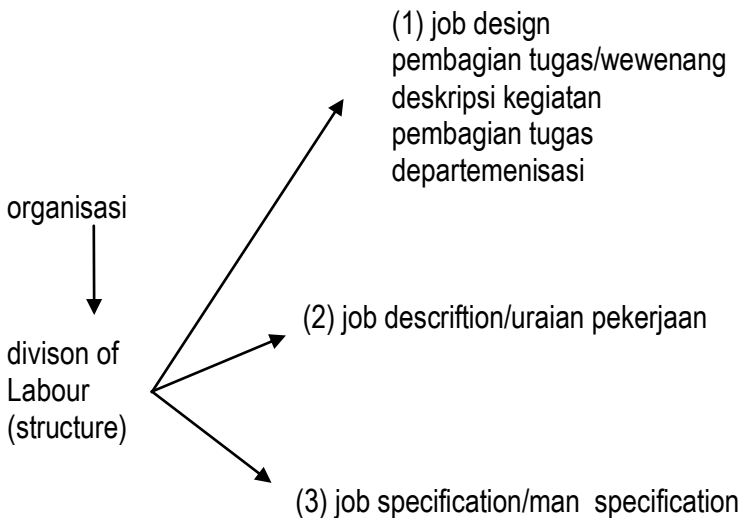 (1) job design
pembagian tugas/wewenang
deskripsi kegiatan
pembagian tugas
departemenisasi
organisasi
(2) job descriftion/uraian pekerjaan
divison of
Labour
(structure)
(3) job specification/man specification